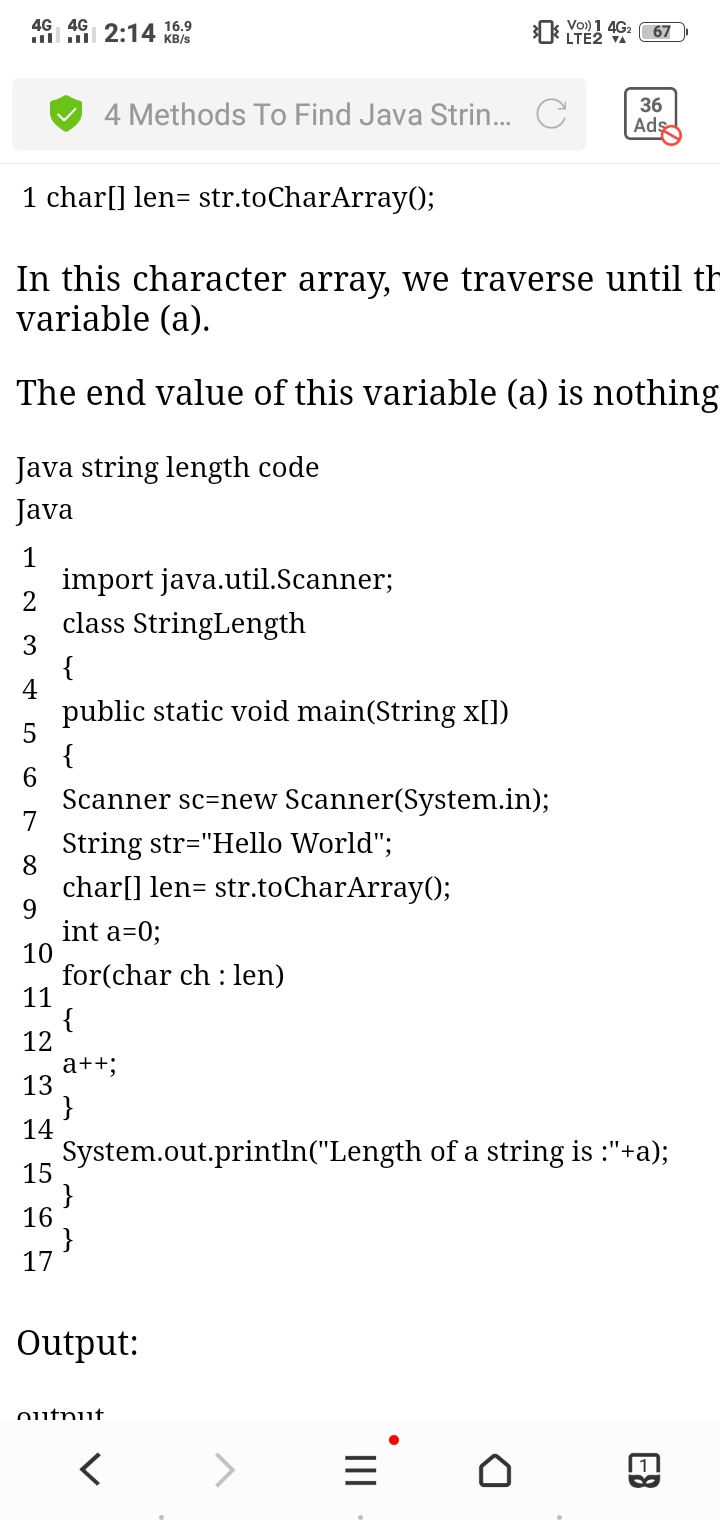 4G 4G 2:14 16.9 KB/s Vo)) 1 LTE2 4G2 67
4 Methods To Find Java Strin... 36 Ads
1 char[] len= str.toCharArray();
In this character array, we traverse until th
variable (a).
The end value of this variable (a) is nothing
Java string length code
Java
1
import java.util.Scanner;
2
class StringLength
3
{
4
public static void main(String x[])
5
{
6
Scanner sc=new Scanner(System.in);
7
String str="Hello World";
8
char[] len= str.toCharArray();
9
int a=0;
10
for(char ch : len)
11
{
12
a++;
13
}
14
System.out.println("Length of a string is :"+a);
15
}
16
}
17
Output:
output
1